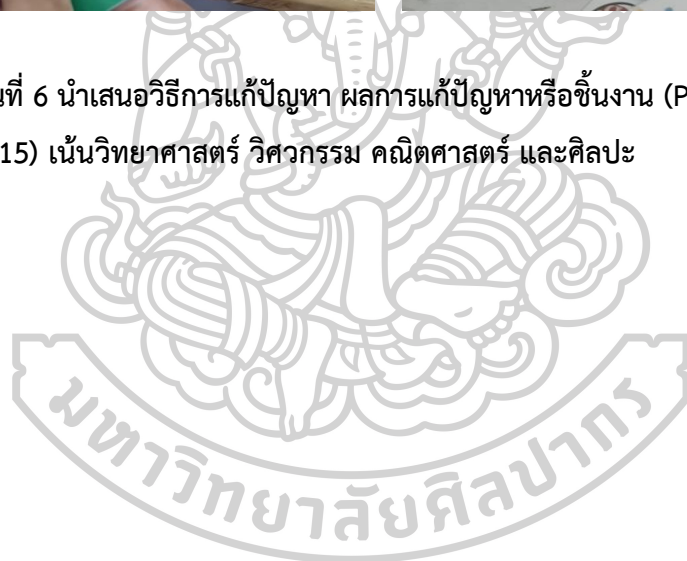 นที่ 6 นำเสนอวิธีการแก้ปัญหา ผลการแก้ปัญหาหรือชิ้นงาน (P
15) เน้นวิทยาศาสตร์ วิศวกรรม คณิตศาสตร์ และศิลปะ
มหาวิทยาลัยศิลปากร